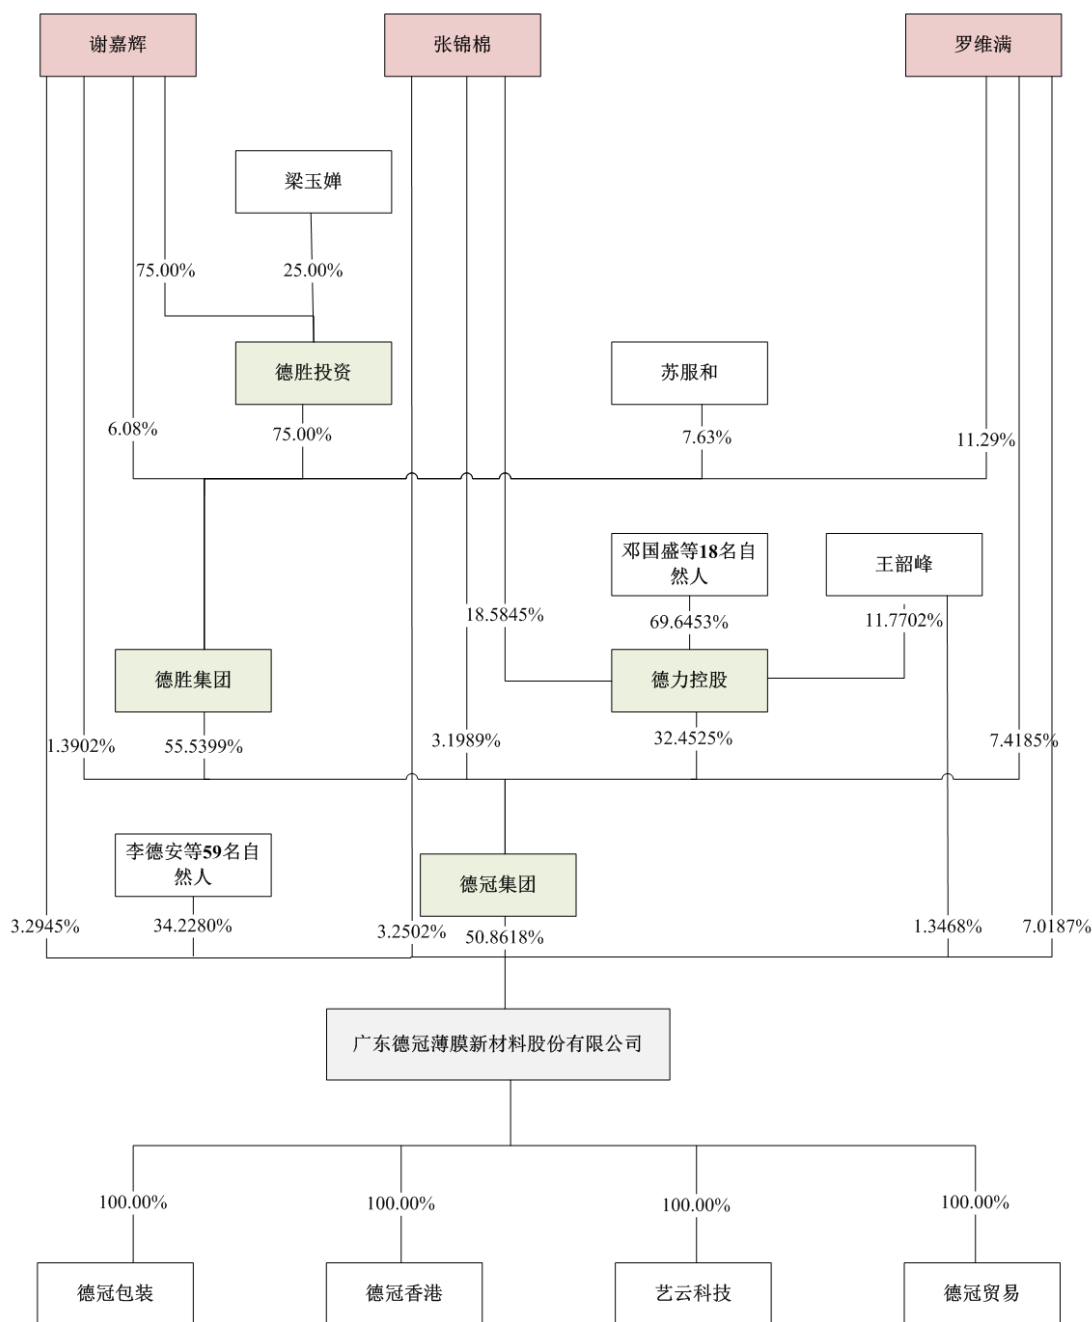 谢嘉辉
张锦棉
罗维满
梁玉婵
75.00%
25.00%
德胜投资
苏服和
6.08%
75.00%
7.63%
11.29%
邓国盛等18名自
然人
王韶峰
18.5845%
69.6453%
11.7702%
德胜集团
德力控股
1.3902%
55.5399%
3.1989%
32.4525%
7.4185%
李德安等59名自
然人
德冠集团
3.2945%
34.2280%
3.2502%
50.8618%
1.3468%
7.0187%
广东德冠薄膜新材料股份有限公司
100.00%
100.00%
100.00%
100.00%
德冠包装
德冠香港
艺云科技
德冠贸易